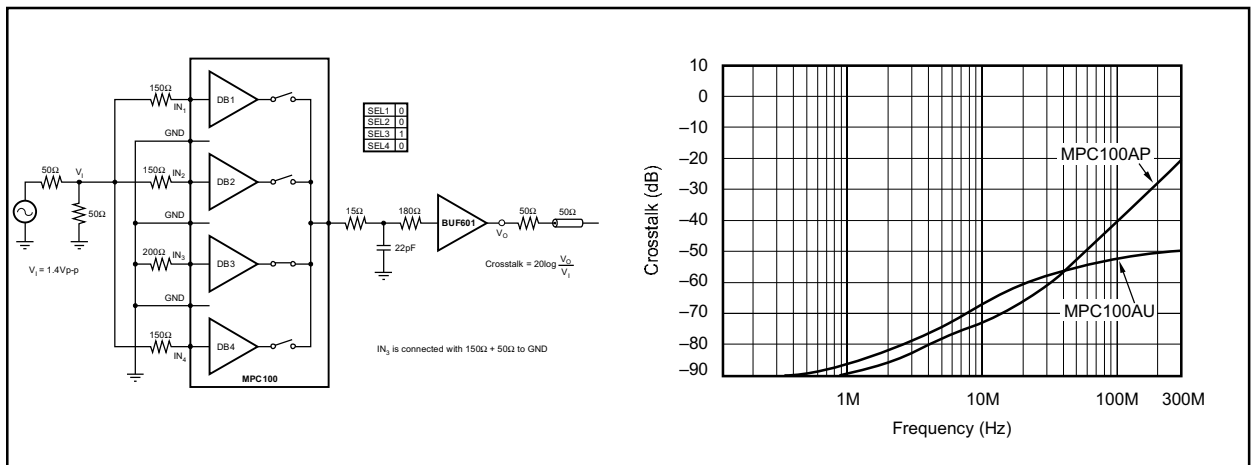 150Ω
IN1
DB1
GND
50Ω
VI
50Ω
150Ω
IN2
DB2
GND
200Ω
IN3
DB3
GND
150Ω
IN4
DB4
MPC100
VI = 1.4Vp-p
SEL1 0
SEL2 0
SEL3 1
SEL4 0
15Ω
180Ω
22pF
BUF601
VO
50Ω
50Ω
Crosstalk = 20log VO
VI
IN3 is connected with 150Ω + 50Ω to GND
Crosstalk (dB)
10
0
–10
–20
–30
–40
–50
–60
–70
–80
–90
MPC100AP
MPC100AU
1M 10M 100M 300M
Frequency (Hz)